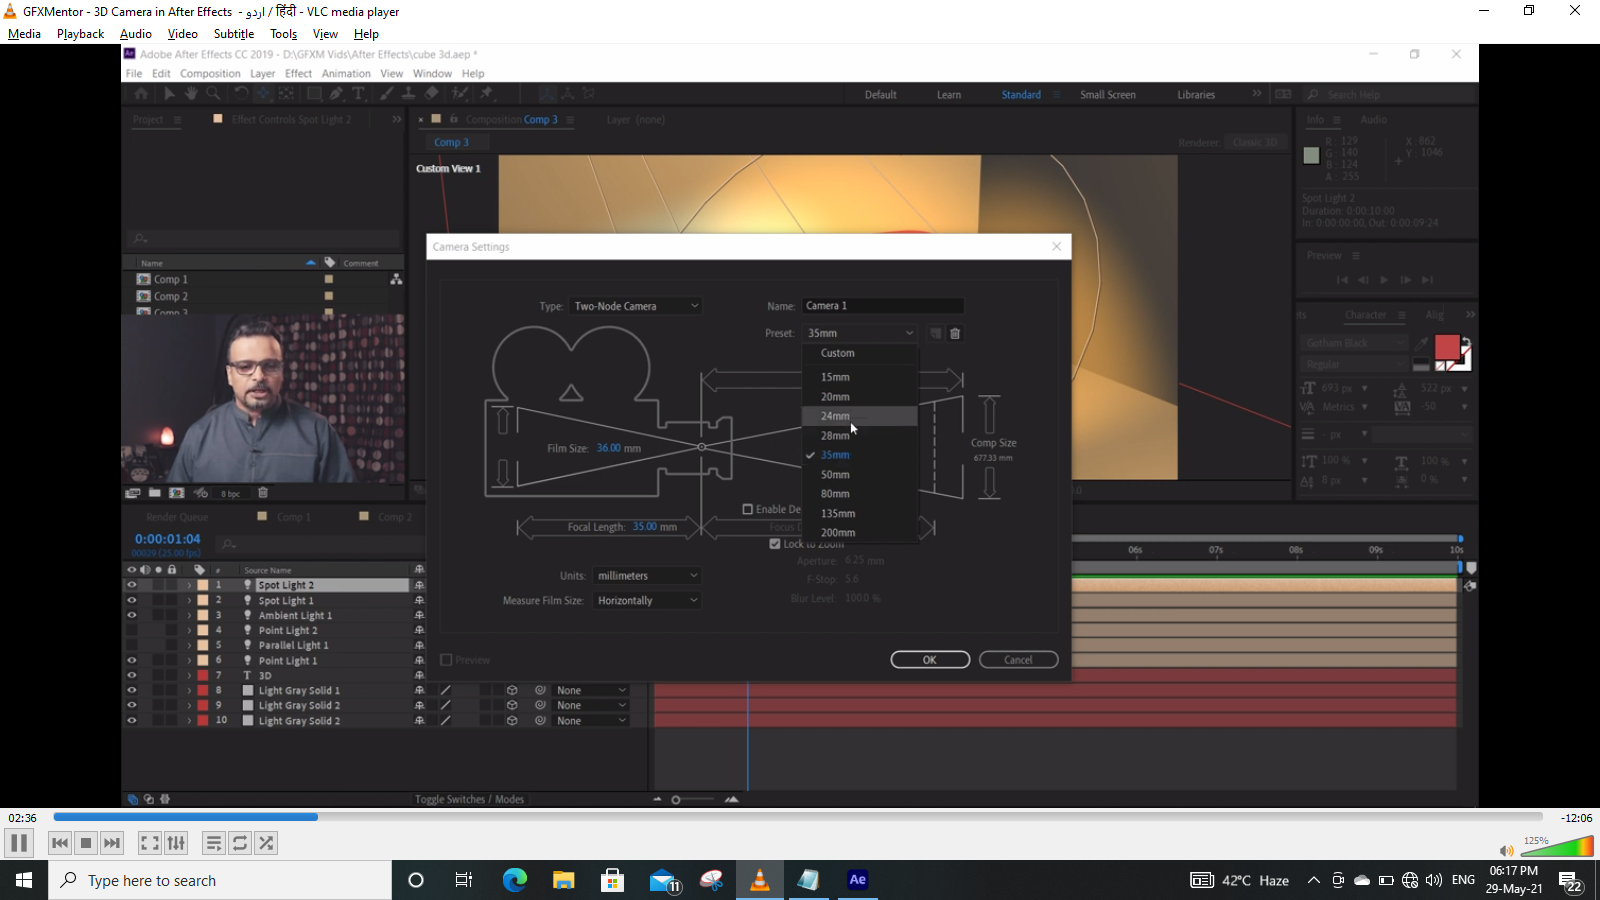 GFXMentor - 3D Camera in After Effects - اردو / हिंदी - VLC media player
Media Playback Audio Video Subtitle Tools View Help
Adobe After Effects CC 2019 - D:\GFXM Vids\After Effects\cube 3d.aep *
File Edit Composition Layer Effect Animation View Window Help
Default Learn Standard Small Screen Libraries Search Help
Project Effect Controls Spot Light 2 Composition Comp 3 Layer (none) Info Audio
Comp 3 Renderer: Classic 3D
R: 129 X: 862
G: 140 Y: 1046
B: 124
A: 255
Custom View 1
Spot Light 2
Duration: 0:00:10:00
In: 0:00:00:00, Out: 0:00:09:24
Preview
Name Comment
Comp 1
Comp 2
Comp 3
Camera Settings
Type: Two-Node Camera Name: Camera 1
Preset: 35mm
Custom
15mm
20mm
24mm
28mm
35mm
50mm
80mm
135mm
200mm
Film Size: 36.00 mm
Comp Size
677.33 mm
Enable De
Focal Length: 35.00 mm Focus D
Lock to Zoom
Aperture: 6.25 mm
F-Stop: 5.6
Blur Level: 100.0 %
Units: millimeters
Measure Film Size: Horizontally
Preview OK Cancel
Character Alig
Gotham Black
Regular
693 px 522 px
Metrics -50
- px
100 % 100 %
8 px 0 %
8 bpc
Render Queue Comp 1 Comp 2
0:00:01:04
00029 (25.00 fps)
06s 07s 08s 09s 10s
# Source Name
1 Spot Light 2
2 Spot Light 1
3 Ambient Light 1
4 Point Light 2
5 Parallel Light 1
6 Point Light 1
7 T 3D
8 Light Gray Solid 1 None
9 Light Gray Solid 2 None
10 Light Gray Solid 2 None
Toggle Switches / Modes
02:36 -12:06
125%
Type here to search
11
Ae
42°C Haze
ENG
06:17 PM
29-May-21
22